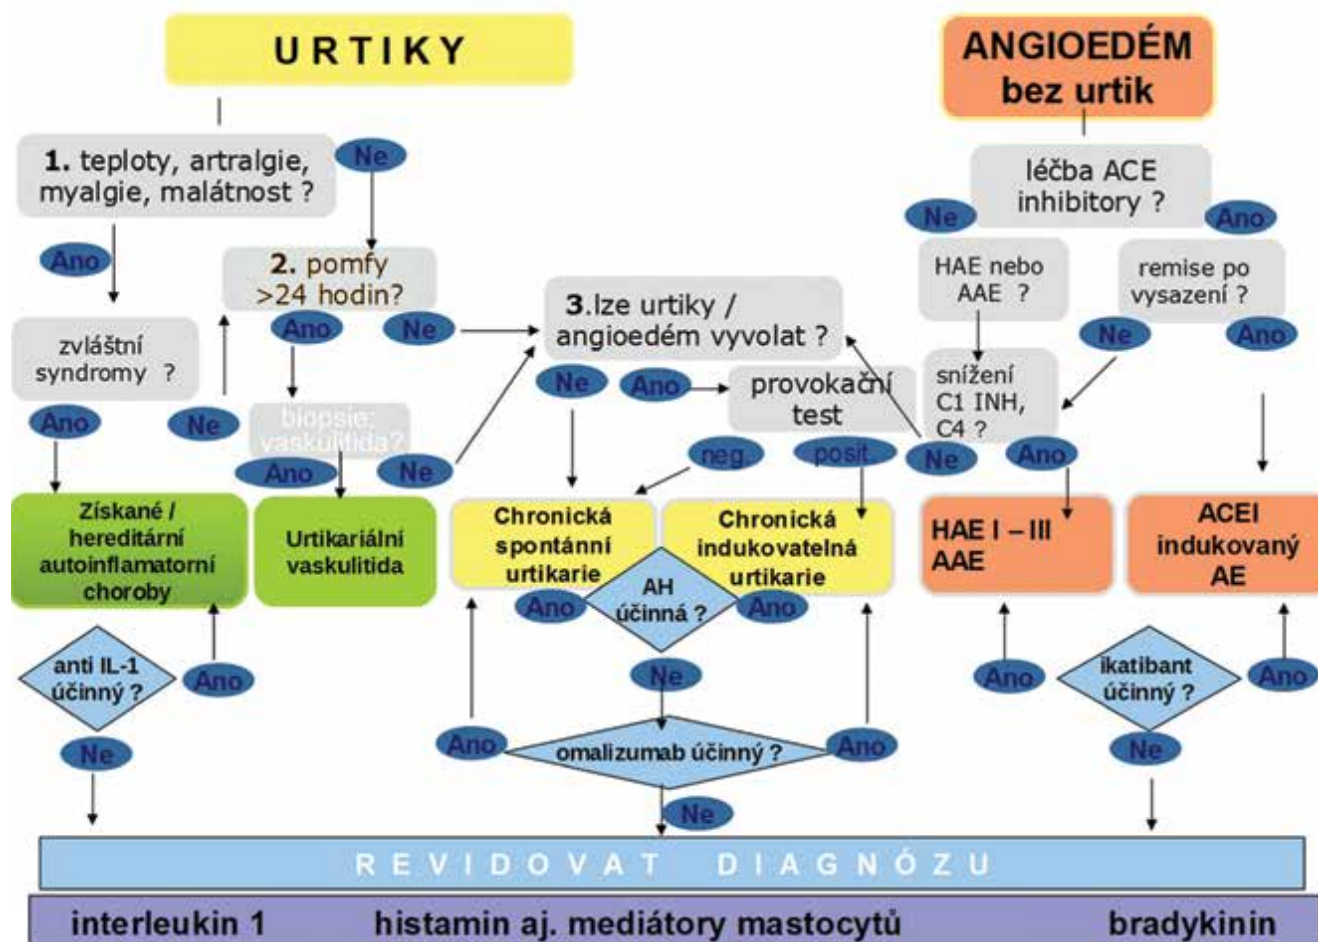 URTIKY
ANGIOEDÉM
bez urtik
1. teploty, artralgie,
myalgie, malátnost ?
Ne
léčba ACE
inhibitory ?
Ne
Ano
Ano
2. pomfy
>24 hodin?
Ano
Ne
HAE nebo
AAE ?
remise po
vysazení ?
Ne
Ano
3.lze urtiky /
angioedém vyvolat ?
Ne
Ano
zvláštní
syndromy ?
Ano
Ne
provokační
test
neg.
posit.
snížení
C1 INH,
C4 ?
Ne
Ano
biopsie:
vaskulitida?
Ano
Ne
Získané /
hereditární
autoinflamatorní
choroby
Urtikariální
vaskulitida
Chronická
spontánní
urtikarie
Chronická
indukovatelná
urtikarie
HAE I – III
AAE
ACEI
indukovaný
AE
Ano
AH
účinná ?
Ano
Ne
anti IL-1
účinný ?
Ano
Ne
Ano
ikatibant
účinný ?
Ano
Ne
Ano
omalizumab účinný ?
Ano
Ne
REVIDOVAT DIAGNÓZU
interleukin 1
histamin aj. mediátory mastocytů
bradykinin